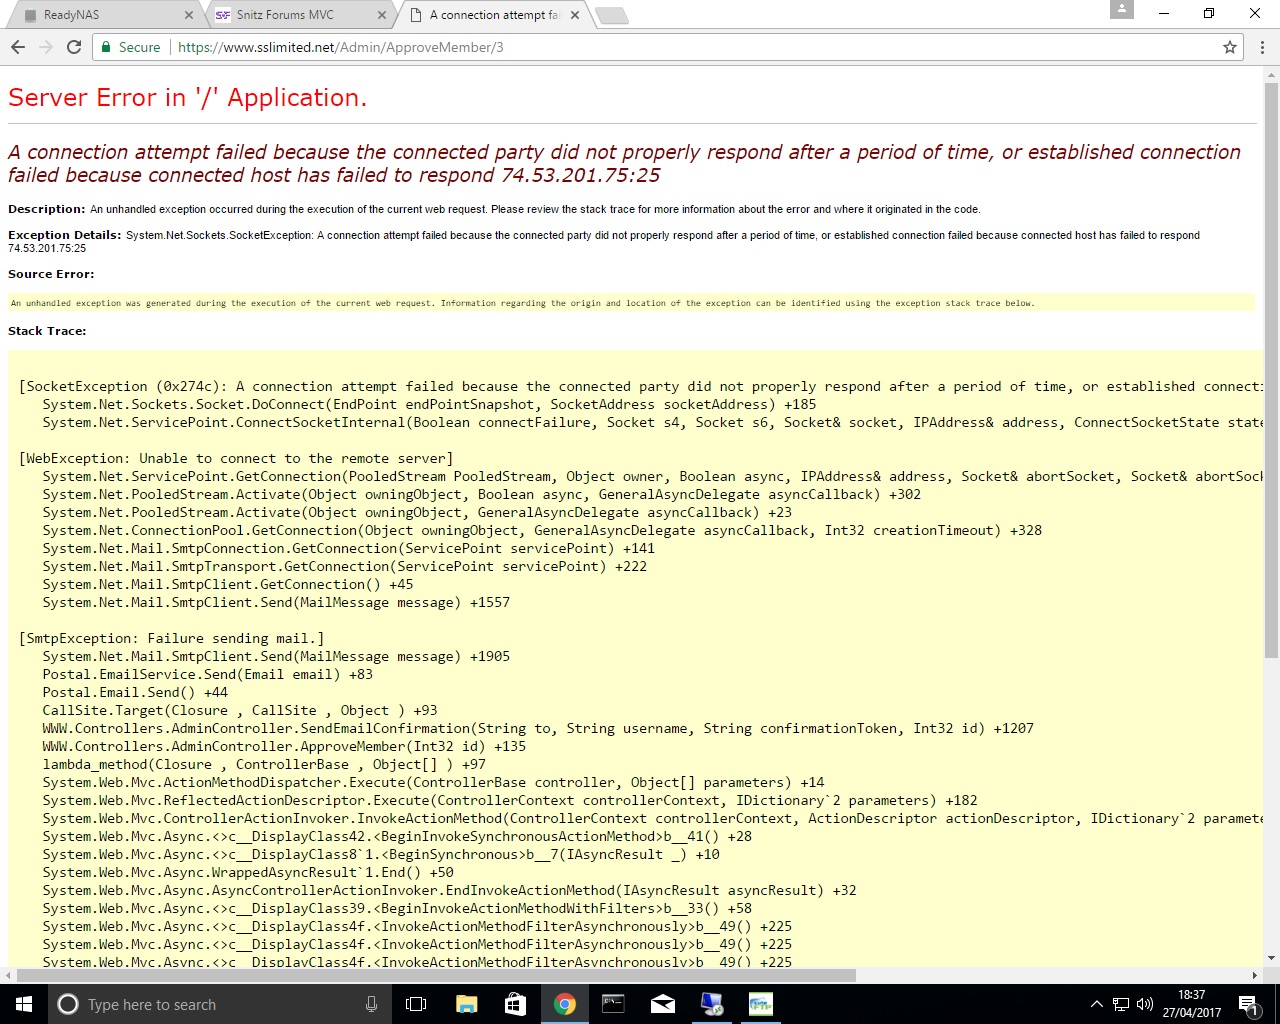 ReadyNAS
Snitz Forums MVC
A connection attempt fa
Secure
https://www.sslimited.net/Admin/ApproveMember/3
Server Error in '/' Application.
A connection attempt failed because the connected party did not properly respond after a period of time, or established connection
failed because connected host has failed to respond 74.53.201.75:25
Description: An unhandled exception occurred during the execution of the current web request. Please review the stack trace for more information about the error and where it originated in the code.
Exception Details: System.Net.Sockets.SocketException: A connection attempt failed because the connected party did not properly respond after a period of time, or established connection failed because connected host has failed to respond
74.53.201.75:25
Source Error:
An unhandled exception was generated during the execution of the current web request. Information regarding the origin and location of the exception can be identified using the exception stack trace below.
Stack Trace:
[SocketException (0x274c): A connection attempt failed because the connected party did not properly respond after a period of time, or established connecti
System.Net.Sockets.Socket.DoConnect(EndPoint endPointSnapshot, SocketAddress socketAddress) +185
System.Net.ServicePoint.ConnectSocketInternal(Boolean connectFailure, Socket s4, Socket s6, Socket& socket, IPAddress& address, ConnectSocketState state
[WebException: Unable to connect to the remote server]
System.Net.ServicePoint.GetConnection(PooledStream PooledStream, Object owner, Boolean async, IPAddress& address, Socket& abortSocket, Socket& abortSock
System.Net.PooledStream.Activate(Object owningObject, Boolean async, GeneralAsyncDelegate asyncCallback) +302
System.Net.PooledStream.Activate(Object owningObject, GeneralAsyncDelegate asyncCallback) +23
System.Net.ConnectionPool.GetConnection(Object owningObject, GeneralAsyncDelegate asyncCallback, Int32 creationTimeout) +328
System.Net.Mail.SmtpConnection.GetConnection(ServicePoint servicePoint) +141
System.Net.Mail.SmtpTransport.GetConnection(ServicePoint servicePoint) +222
System.Net.Mail.SmtpClient.GetConnection() +45
System.Net.Mail.SmtpClient.Send(MailMessage message) +1557
[SmtpException: Failure sending mail.]
System.Net.Mail.SmtpClient.Send(MailMessage message) +1905
Postal.EmailService.Send(Email email) +83
Postal.Email.Send() +44
CallSite.Target(Closure , CallSite , Object ) +93
WWW.Controllers.AdminController.SendEmailConfirmation(String to, String username, String confirmationToken, Int32 id) +1207
WWW.Controllers.AdminController.ApproveMember(Int32 id) +135
lambda_method(Closure , ControllerBase , Object[] ) +97
System.Web.Mvc.ActionMethodDispatcher.Execute(ControllerBase controller, Object[] parameters) +14
System.Web.Mvc.ReflectedActionDescriptor.Execute(ControllerContext controllerContext, IDictionary`2 parameters) +182
System.Web.Mvc.ControllerActionInvoker.InvokeActionMethod(ControllerContext controllerContext, ActionDescriptor actionDescriptor, IDictionary`2 paramete
System.Web.Mvc.Async.<>c__DisplayClass42.<BeginInvokeSynchronousActionMethod>b__41() +28
System.Web.Mvc.Async.<>c__DisplayClass8`1.<BeginSynchronous>b__7(IAsyncResult _) +10
System.Web.Mvc.Async.WrappedAsyncResult`1.End() +50
System.Web.Mvc.Async.AsyncControllerActionInvoker.EndInvokeActionMethod(IAsyncResult asyncResult) +32
System.Web.Mvc.Async.<>c__DisplayClass39.<BeginInvokeActionMethodWithFilters>b__33() +58
System.Web.Mvc.Async.<>c__DisplayClass4f.<InvokeActionMethodFilterAsynchronously>b__49() +225
System.Web.Mvc.Async.<>c__DisplayClass4f.<InvokeActionMethodFilterAsynchronously>b__49() +225
System.Web.Mvc.Async.<>c__DisplayClass4f.<InvokeActionMethodFilterAsynchronously>b__49() +225
Type here to search
18:37
27/04/2017
1